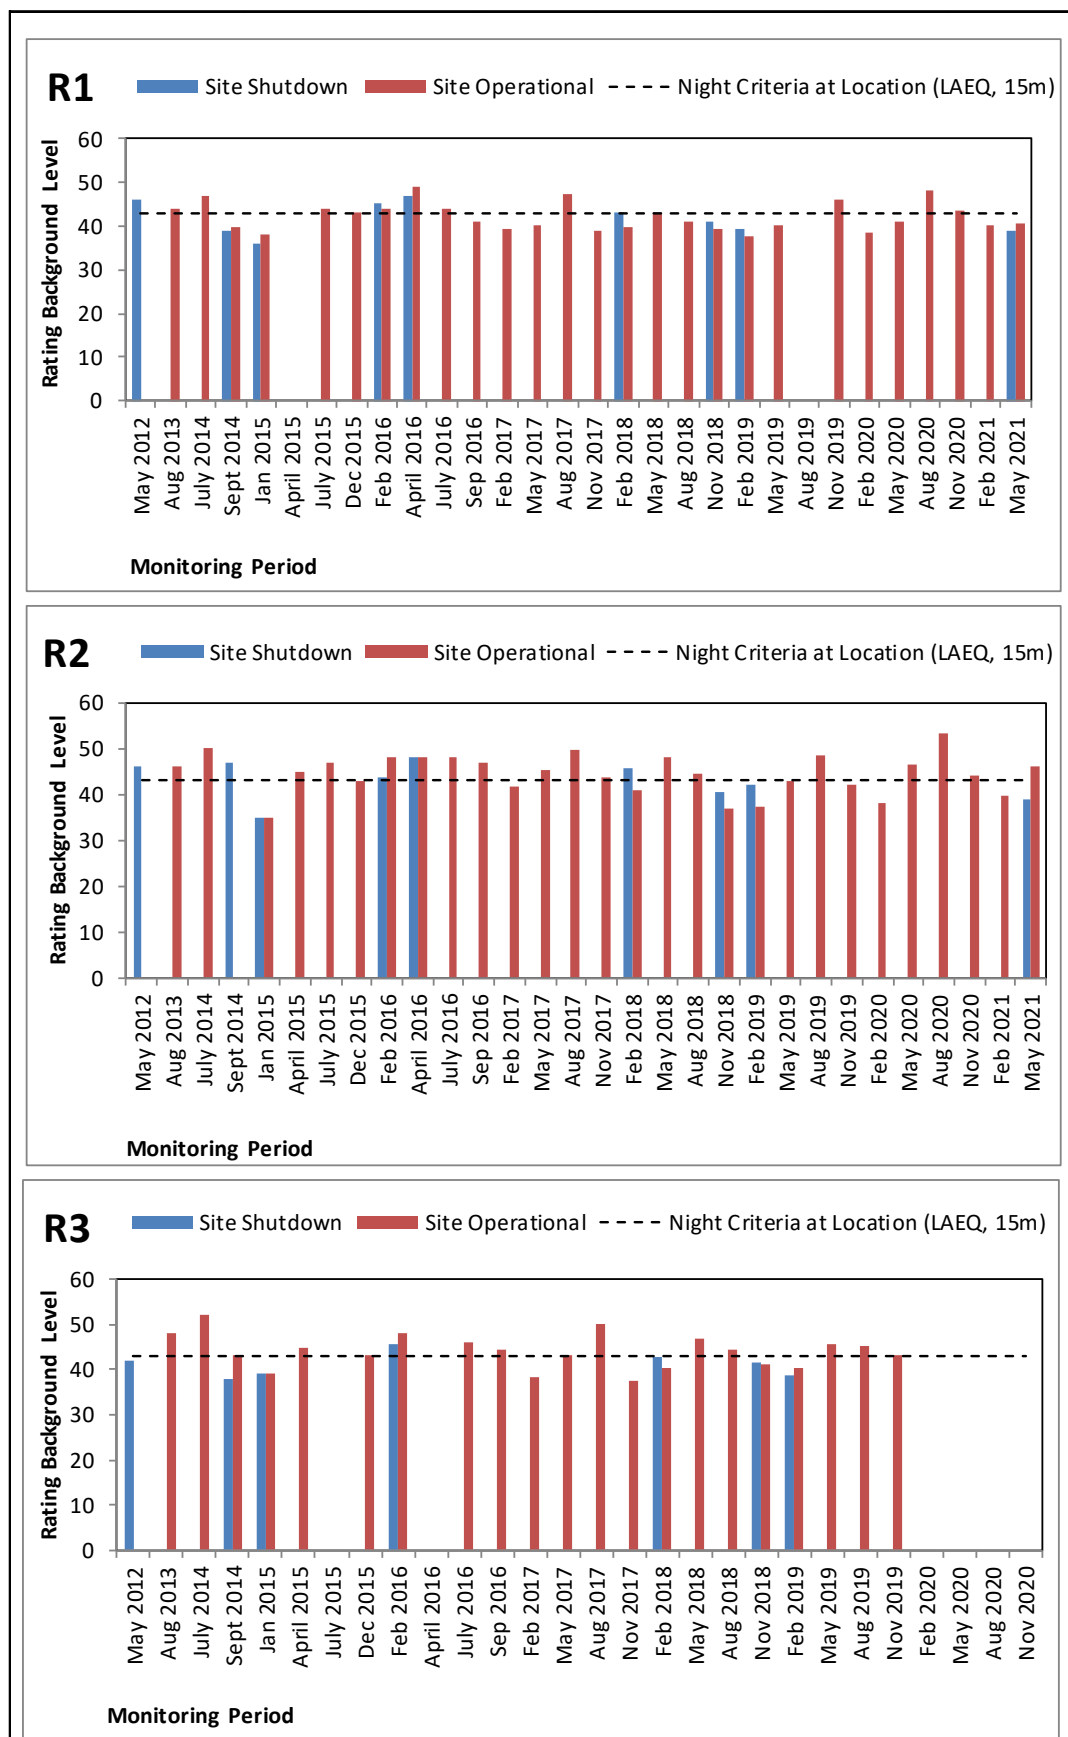 R1
Site Shutdown Site Operational Night Criteria at Location (LAEQ, 15m)
Rating Background Level
60
50
40
30
20
10
0
May 2012
Aug 2013
July 2014
Sept 2014
Jan 2015
April 2015
July 2015
Dec 2015
Feb 2016
April 2016
July 2016
Sep 2016
Feb 2017
May 2017
Aug 2017
Nov 2017
Feb 2018
May 2018
Aug 2018
Nov 2018
Feb 2019
May 2019
Aug 2019
Nov 2019
Feb 2020
May 2020
Aug 2020
Nov 2020
Feb 2021
May 2021
Monitoring Period
R2
Site Shutdown Site Operational Night Criteria at Location (LAEQ, 15m)
Rating Background Level
60
50
40
30
20
10
0
May 2012
Aug 2013
July 2014
Sept 2014
Jan 2015
April 2015
July 2015
Dec 2015
Feb 2016
April 2016
July 2016
Sep 2016
Feb 2017
May 2017
Aug 2017
Nov 2017
Feb 2018
May 2018
Aug 2018
Nov 2018
Feb 2019
May 2019
Aug 2019
Nov 2019
Feb 2020
May 2020
Aug 2020
Nov 2020
Feb 2021
May 2021
Monitoring Period
R3
Site Shutdown Site Operational Night Criteria at Location (LAEQ, 15m)
Rating Background Level
60
50
40
30
20
10
0
May 2012
Aug 2013
July 2014
Sept 2014
Jan 2015
April 2015
July 2015
Dec 2015
Feb 2016
April 2016
July 2016
Sep 2016
Feb 2017
May 2017
Aug 2017
Nov 2017
Feb 2018
May 2018
Aug 2018
Nov 2018
Feb 2019
May 2019
Aug 2019
Nov 2019
Feb 2020
May 2020
Aug 2020
Nov 2020
Monitoring Period